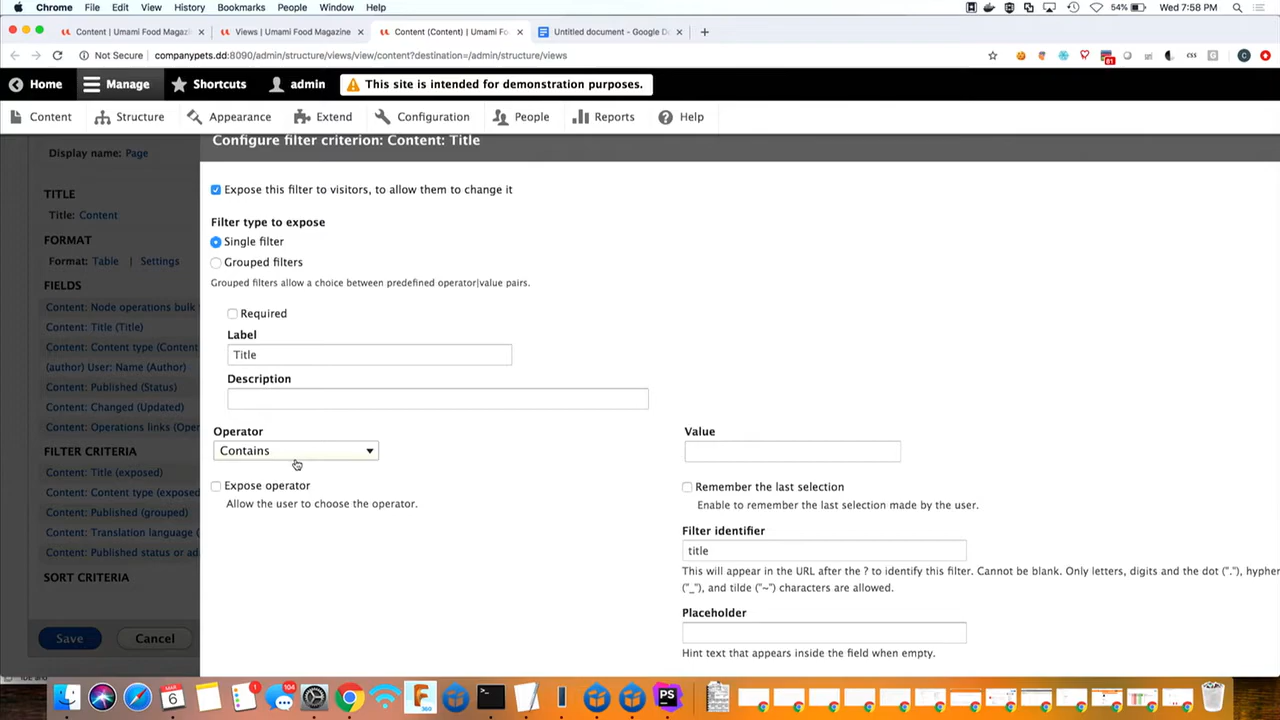 Chrome File Edit View History Bookmarks People Window Help 54% Wed 7:58 PM
Content | Umami Food Magazin Views | Umami Food Magazine Content (Content) | Umami Fo Untitled document - Google D
Not Secure companypets.dd:8090/admin/structure/views/view/content?destination=/admin/structure/views 81 css C
Home Manage Shortcuts admin This site is intended for demonstration purposes.
Content Structure Appearance Extend Configuration People Reports Help
Display name: Page
TITLE
Title: Content
FORMAT
Format: Table | Settings
FIELDS
Content: Node operations bulk
Content: Title (Title)
Content: Content type (Content
(author) User: Name (Author)
Content: Published (Status)
Content: Changed (Updated)
Content: Operations links (Oper
FILTER CRITERIA
Content: Title (exposed)
Content: Content type (exposed
Content: Published (grouped)
Content: Translation language (
Content: Published status or ad
SORT CRITERIA
Save Cancel
Configure filter criterion: Content: Title
Expose this filter to visitors, to allow them to change it
Filter type to expose
Single filter
Grouped filters
Grouped filters allow a choice between predefined operator|value pairs.
Required
Label
Title
Description
Operator
Contains
Expose operator
Allow the user to choose the operator.
Value
Remember the last selection
Enable to remember the last selection made by the user.
Filter identifier
title
This will appear in the URL after the ? to identify this filter. Cannot be blank. Only letters, digits and the dot ("."), hypher
("_"), and tilde ("~") characters are allowed.
Placeholder
Hint text that appears inside the field when empty.
MAR 6 1 104 F 360 PS